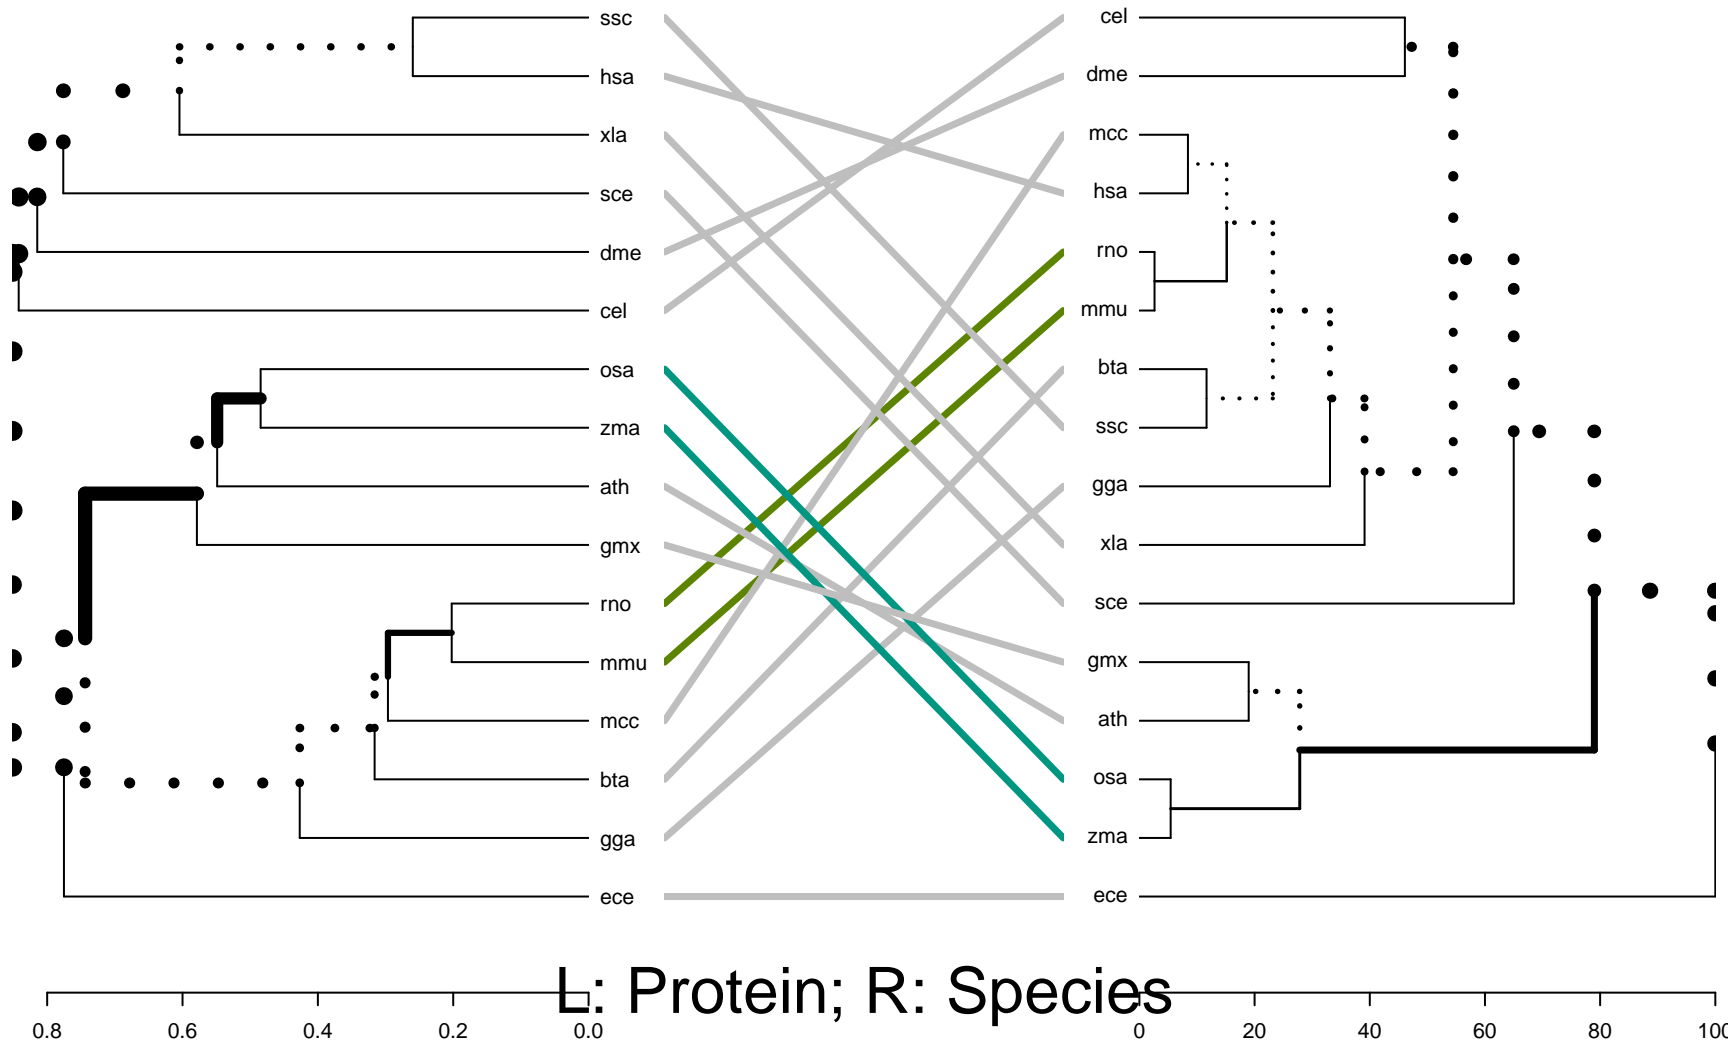 ssc
hsa
xla
sce
dme
cel
osa
zma
ath
gmx
rno
mmu
mcc
bta
gga
ece
cel
dme
mcc
hsa
rno
mmu
bta
ssc
gga
xla
sce
gmx
ath
osa
zma
ece
L: Protein; R: Species
0.8 0.6 0.4 0.2 0.0
0 20 40 60 80 100